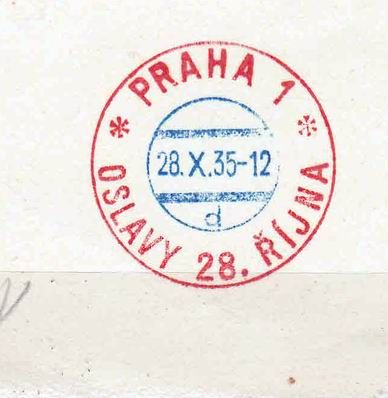 PRAHA 1
28.X.35-12
d
* OSLAVY 28. ŘÍJNA *